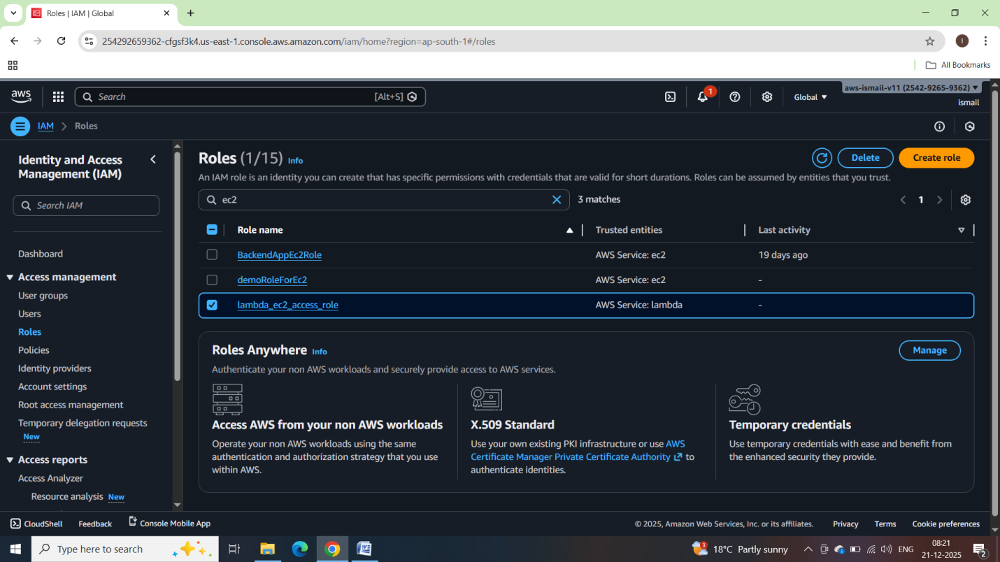 Roles | IAM | Global
254292659362-cfgsf3k4.us-east-1.console.aws.amazon.com/iam/home?region=ap-south-1#/roles
I
All Bookmarks
aws
Search
[Alt+S]
1
Global
aws-ismail-v11 (2542-9265-9362)
ismail
IAM
Roles
Identity and Access
Management (IAM)
Search IAM
Dashboard
Access management
User groups
Users
Roles
Policies
Identity providers
Account settings
Root access management
Temporary delegation requests
New
Access reports
Access Analyzer
Resource analysis New
Roles (1/15) Info
Delete
Create role
An IAM role is an identity you can create that has specific permissions with credentials that are valid for short durations. Roles can be assumed by entities that you trust.
ec2
3 matches
1
Role name Trusted entities Last activity
BackendAppEc2Role AWS Service: ec2 19 days ago
demoRoleForEc2 AWS Service: ec2 -
lambda_ec2_access_role AWS Service: lambda -
Roles Anywhere Info
Manage
Authenticate your non AWS workloads and securely provide access to AWS services.
Access AWS from your non AWS workloads
Operate your non AWS workloads using the same
authentication and authorization strategy that you use
within AWS.
X.509 Standard
Use your own existing PKI infrastructure or use AWS
Certificate Manager Private Certificate Authority to
authenticate identities.
Temporary credentials
Use temporary credentials with ease and benefit from
the enhanced security they provide.
CloudShell Feedback Console Mobile App
© 2025, Amazon Web Services, Inc. or its affiliates. Privacy Terms Cookie preferences
Type here to search
3
18°C Partly sunny
ENG
08:21
21-12-2025
2